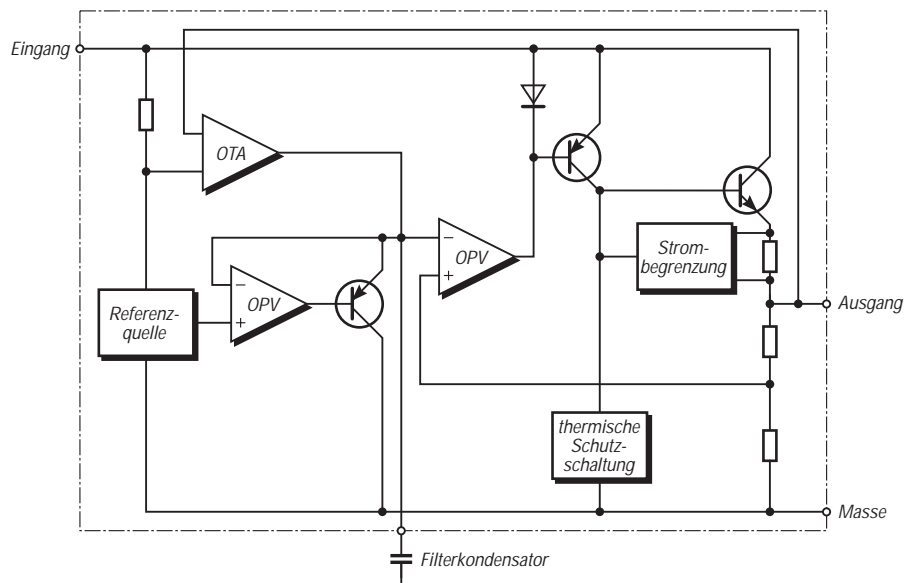 Eingang
OTA
−
OPV
+
−
OPV
+
Strom-
begrenzung
Referenz-
quelle
Ausgang
thermische
Schutz-
schaltung
Masse
Filterkondensator